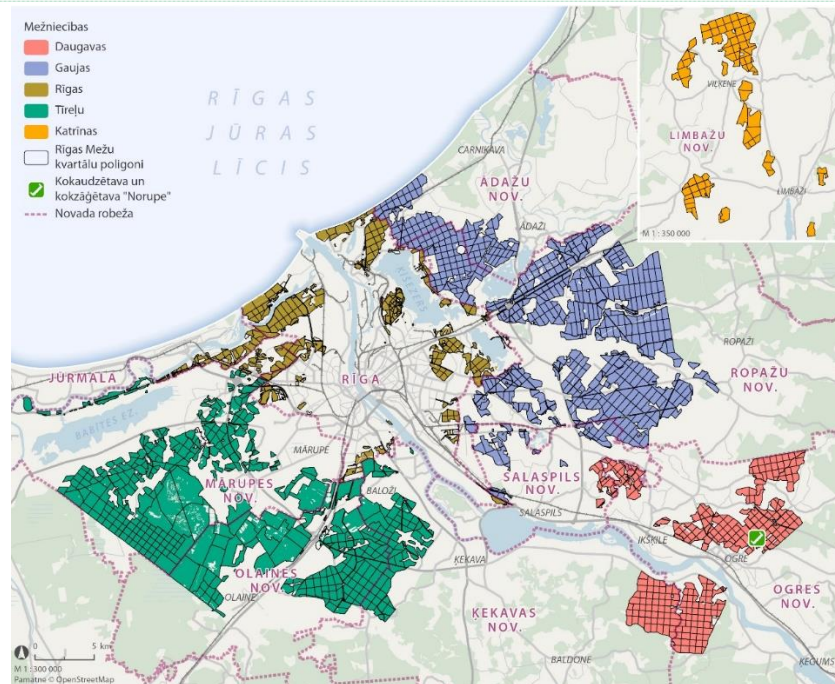 Mežniecības
Daugavas
Gaujas
Rīgas
Tīreļu
Katrīnas
Rīgas Mežu
kvartālu poligoni
Kokaudzētava un
kokzāģētava "Norupe"
Novada robeža
RĪGAS
JŪRAS
LĪCIS
CARNIKAVA
ĀDAŽU
NOV.
ĀDAŽI
VIĻĶENE
LIMBAŽU
NOV.
LIMBAŽI
M 1 : 350 000
ĶĪŠEZERS
JŪRMALA
RĪGA
ROPAŽI
ROPAŽU
NOV.
BABĪTES EZ.
MĀRUPE
MĀRUPES
NOV.
BALOŽI
SALASPILS
NOV.
SALASPILS
IKŠĶILE
OGRE
ĶEKAVA
OLAINES
NOV.
OLAINE
ĶEKAVAS
NOV.
OGRES
NOV.
BALDONE
ĶEGUMS
0 5 km
M 1 : 300 000
Pamatne © OpenStreetMap